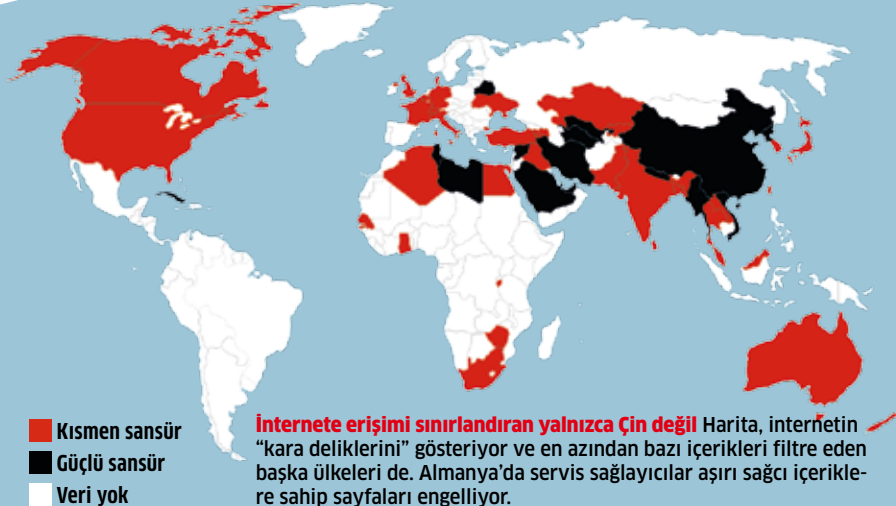 Kısmen sansür
Güçlü sansür
Veri yok
İnternete erişimi sınırlandıran yalnızca Çin değil Harita, internetin
“kara deliklerini” gösteriyor ve en azından bazı içerikleri filtre eden
başka ülkeleri de. Almanya’da servis sağlayıcılar aşırı sağcı içerikle-
re sahip sayfaları engelliyor.